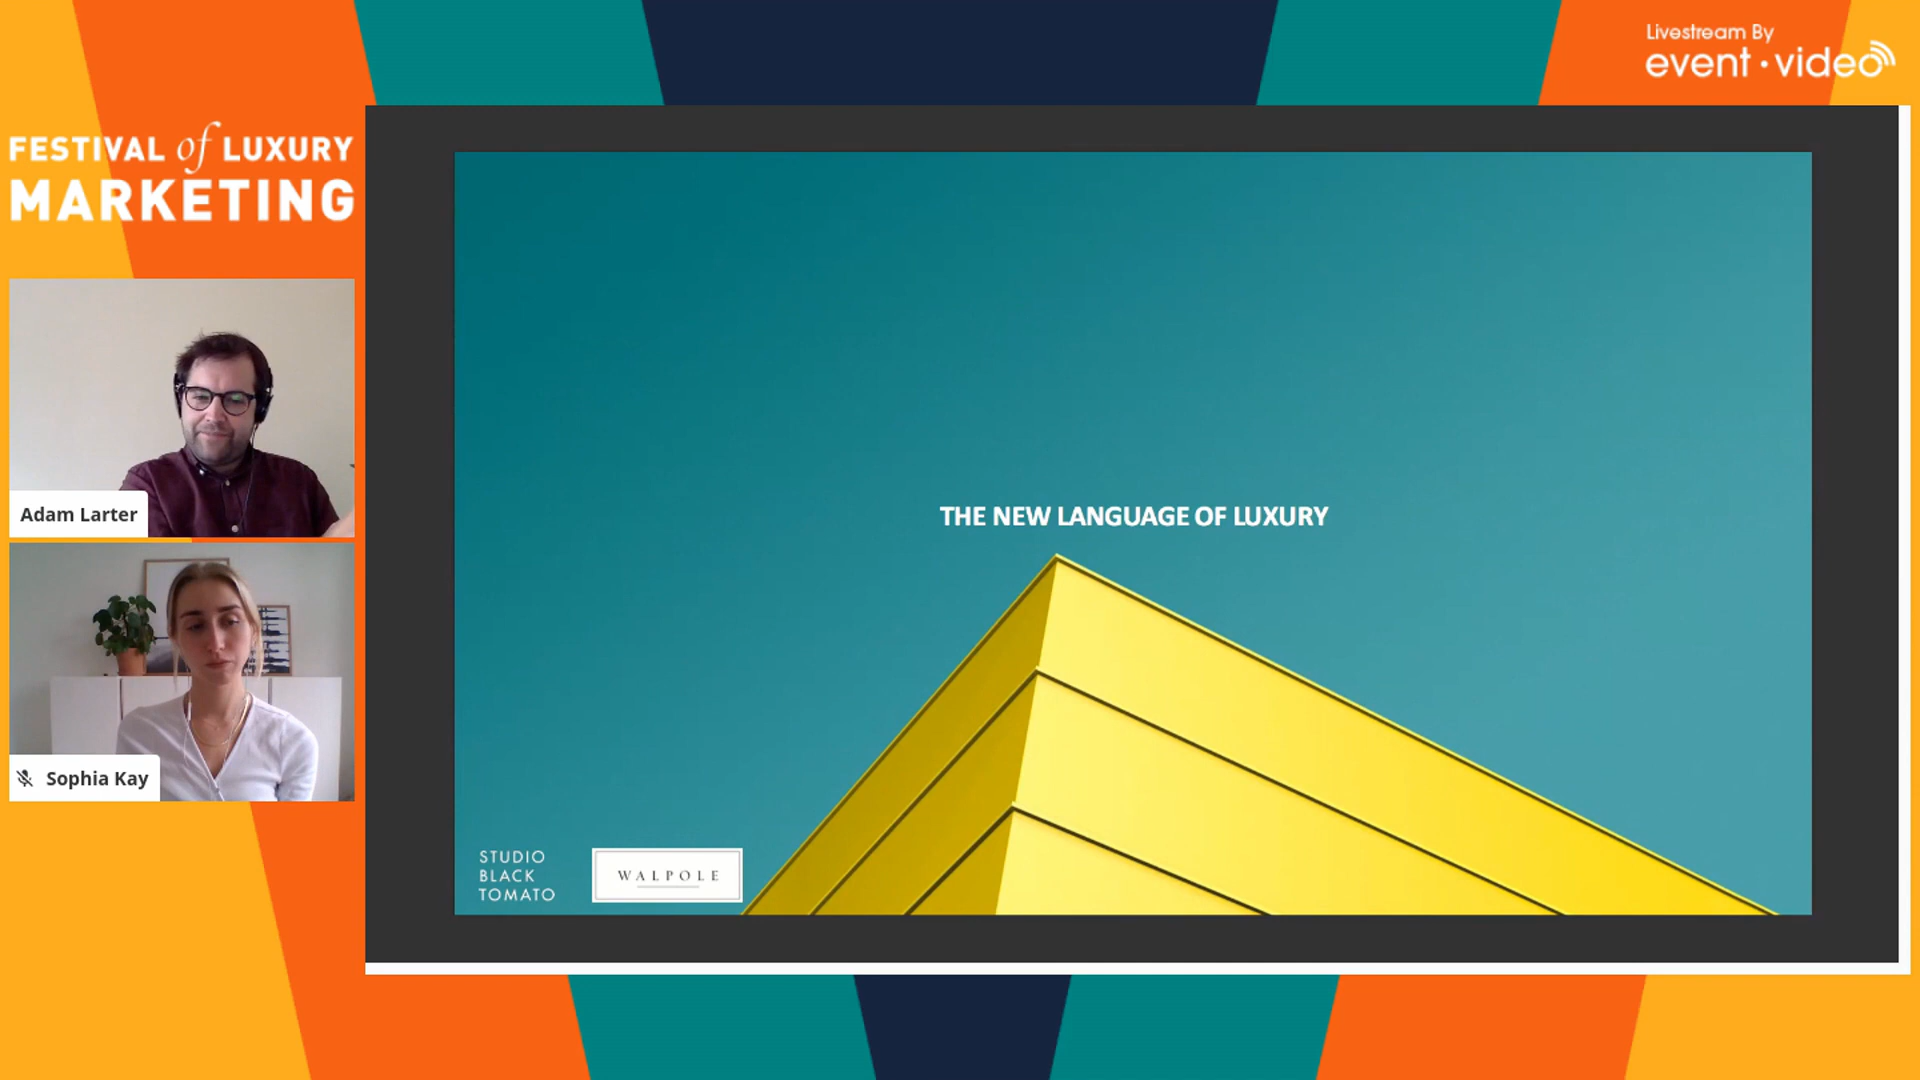 Livestream By
event·video
FESTIVAL of LUXURY
MARKETING
Adam Larter
Sophia Kay
THE NEW LANGUAGE OF LUXURY
STUDIO
BLACK
TOMATO
WALPOLE